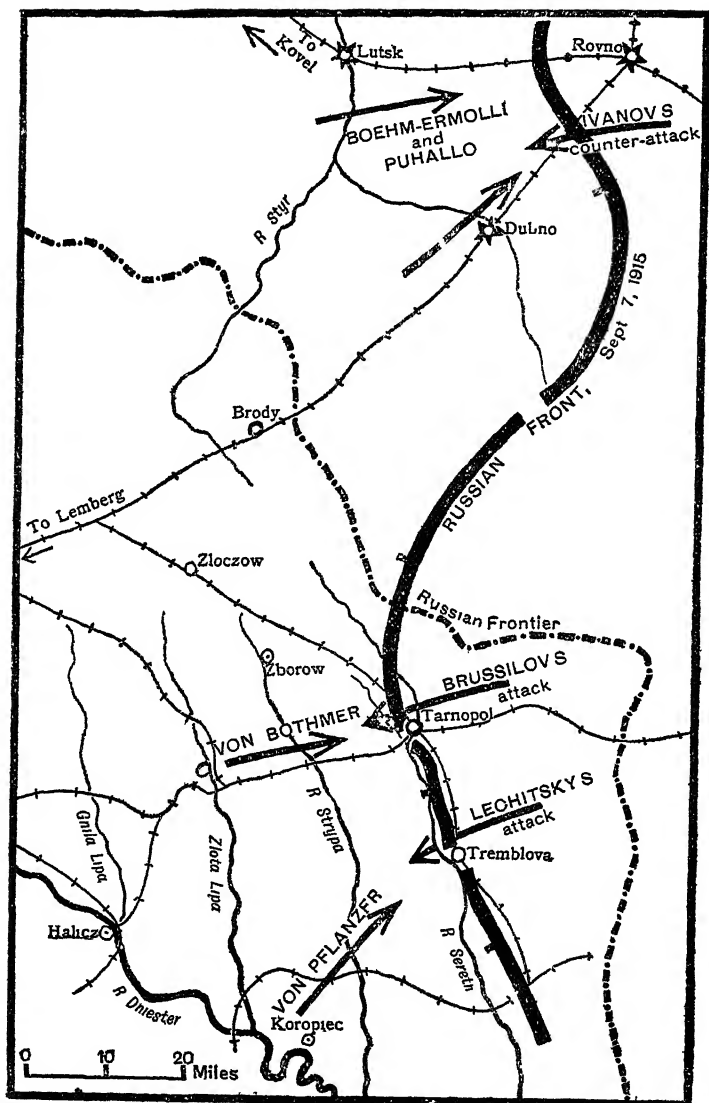 To
Kovel
Lutsk
Rovno
BOEHM-ERMOLLI
and
PUHALLO
IVANOV S
counter-attack
R Styr
Dubno
Sept 7, 1915
FRONT,
RUSSIAN
Brody
To Lemberg
Zloczow
Russian Frontier
Zborow
BRUSSILOV S
attack
Tarnopol
VON BOTHMER
Gnila Lipa
Zlota Lipa
R Strypa
LECHITSKY S
attack
Tremblova
Halicz
VON PFLANZER
R Sereth
R Dniester
Koropiec
0 10 20
Miles